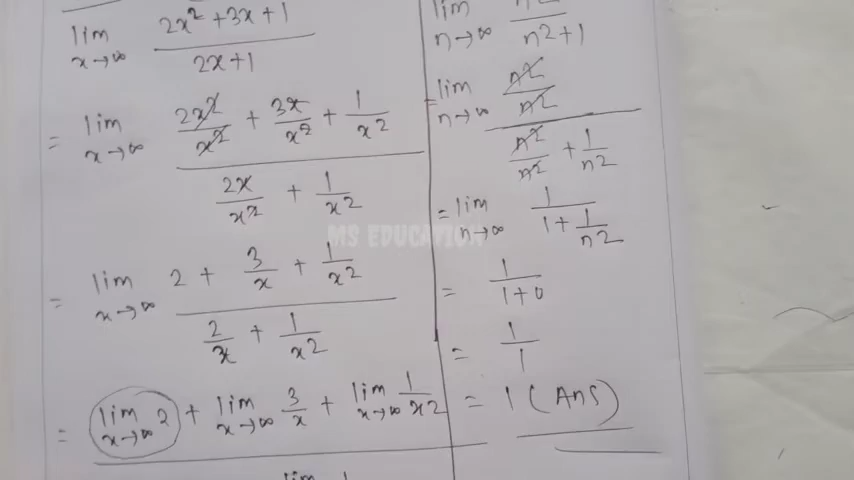 lim x→∞ (2x² + 3x + 1) / (2x + 1)
= lim x→∞ (2x²/x² + 3x/x² + 1/x²) / (2x/x² + 1/x²)
= lim x→∞ (2 + 3/x + 1/x²) / (2/x + 1/x²)
= lim x→∞ 2 + lim x→∞ 3/x + lim x→∞ 1/x²
lim
lim n→∞ n²/(n² + 1)
= lim n→∞ (n²/n²) / (n²/n² + 1/n²)
= lim n→∞ 1 / (1 + 1/n²)
= 1 / (1 + 0)
= 1/1
= 1 (Ans)
MS EDUCATION